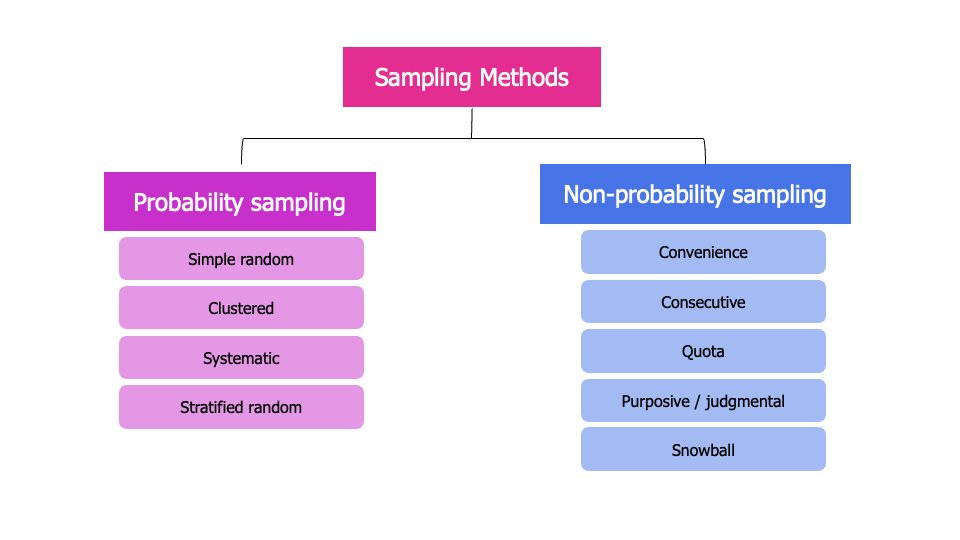 Sampling Methods
Probability sampling
Simple random
Clustered
Systematic
Stratified random
Non-probability sampling
Convenience
Consecutive
Quota
Purposive / judgmental
Snowball